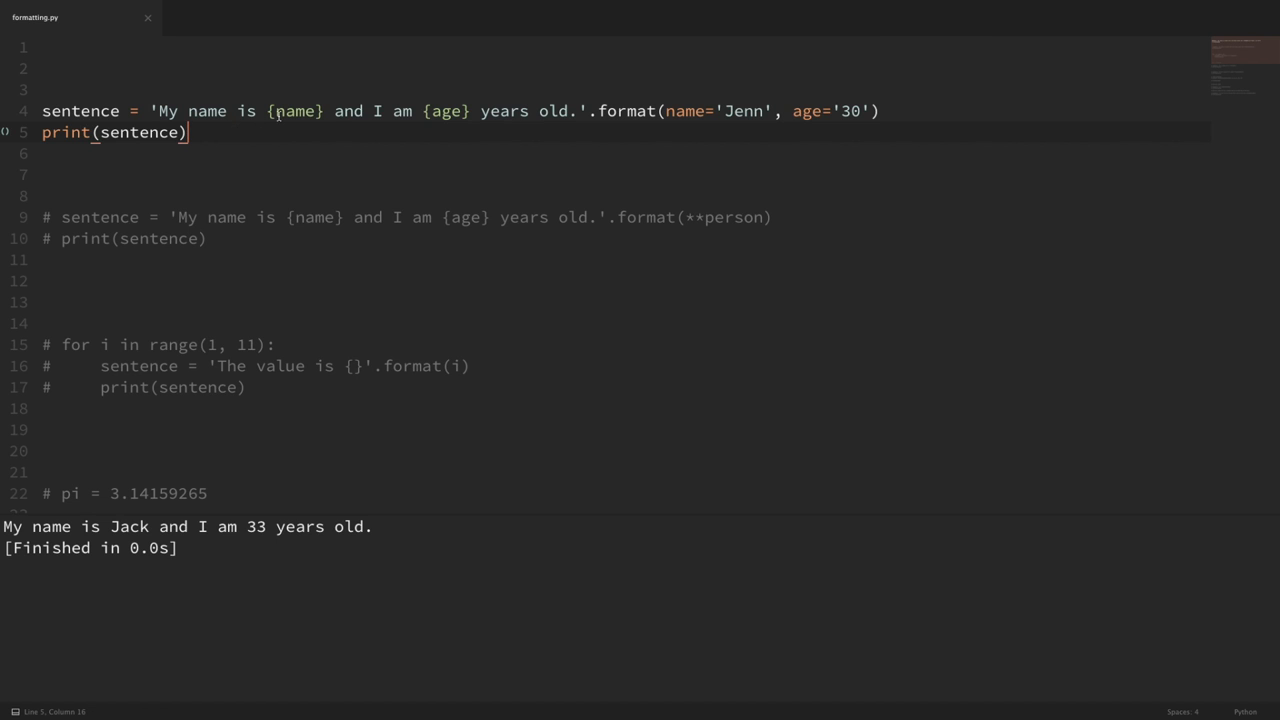 formatting.py ×
1
2
3
4 sentence = 'My name is {name} and I am {age} years old.'.format(name='Jenn', age='30')
() 5 print(sentence)
6
7
8
9 # sentence = 'My name is {name} and I am {age} years old.'.format(**person)
10 # print(sentence)
11
12
13
14
15 # for i in range(1, 11):
16 #     sentence = 'The value is {}'.format(i)
17 #     print(sentence)
18
19
20
21
22 # pi = 3.14159265
My name is Jack and I am 33 years old.
[Finished in 0.0s]
Line 5, Column 16 Spaces: 4 Python